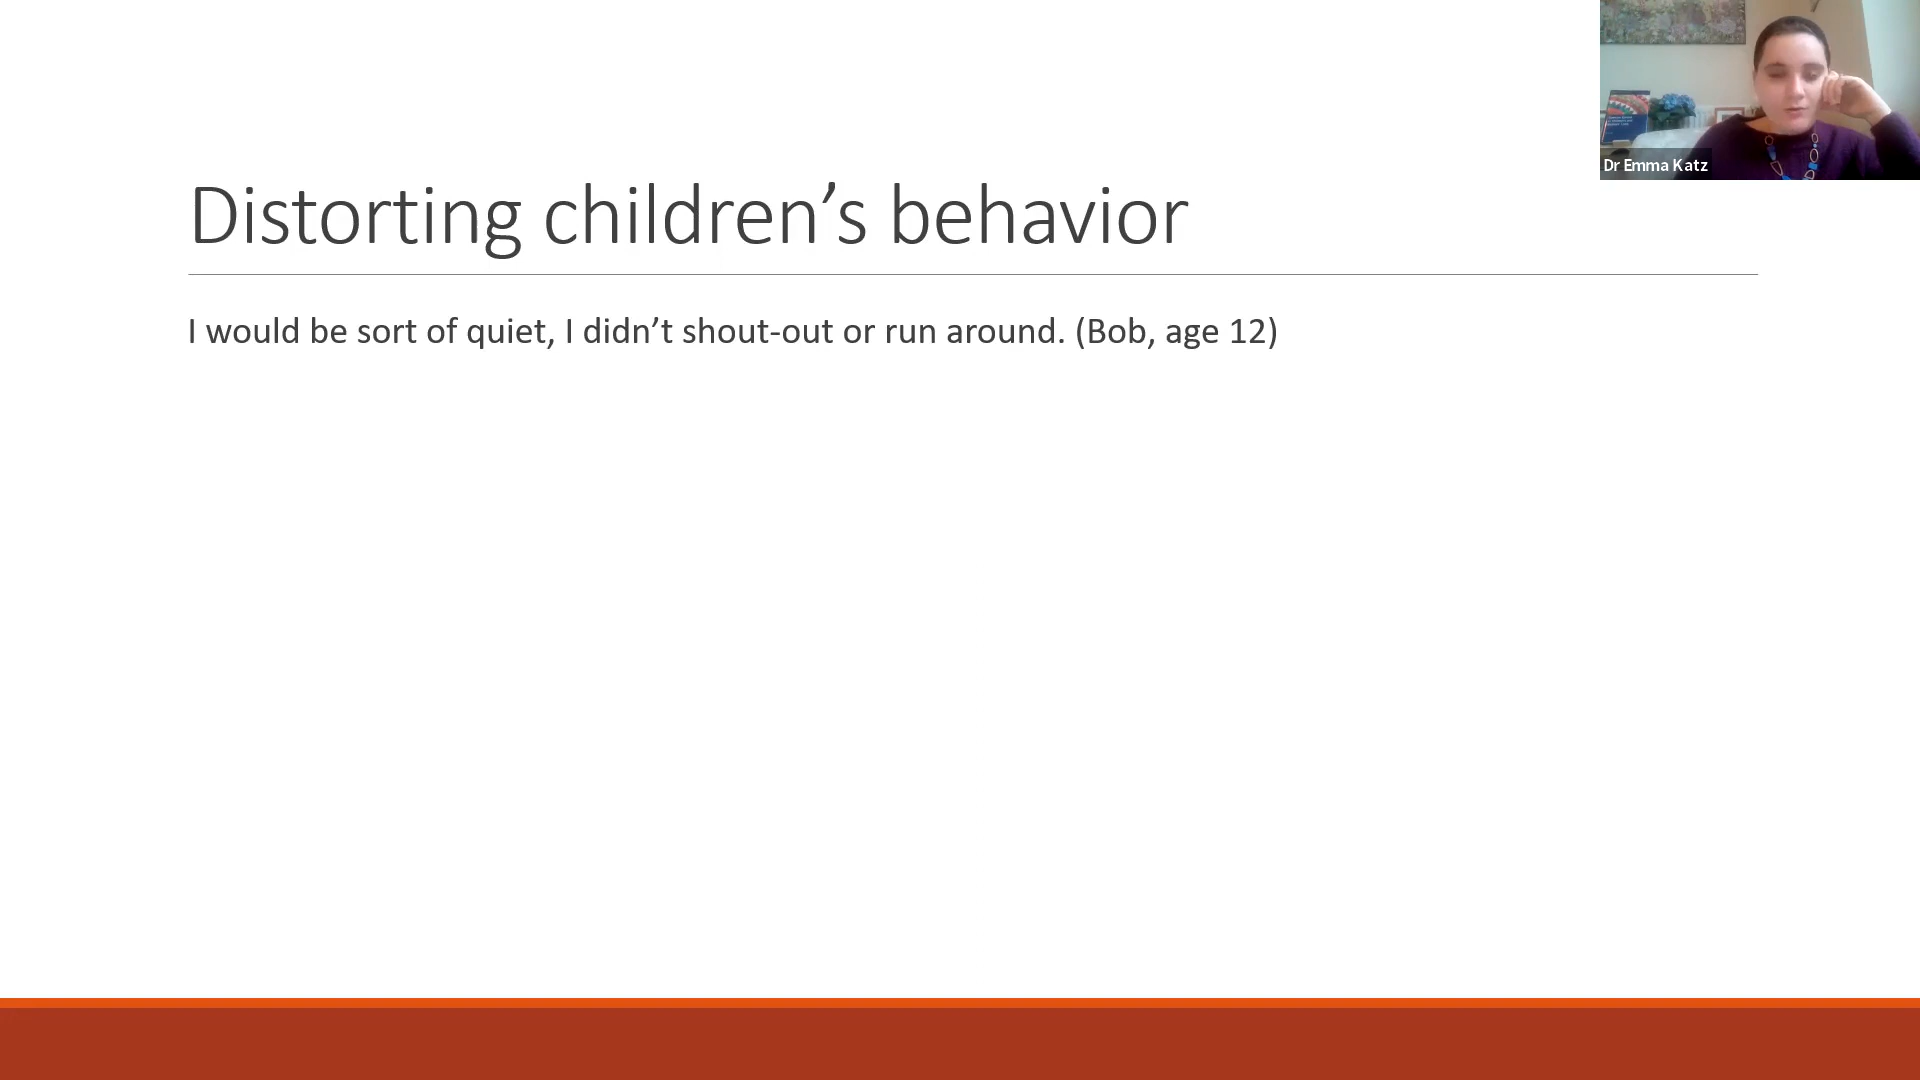 Dr Emma Katz
Distorting children’s behavior
I would be sort of quiet, I didn’t shout-out or run around. (Bob, age 12)